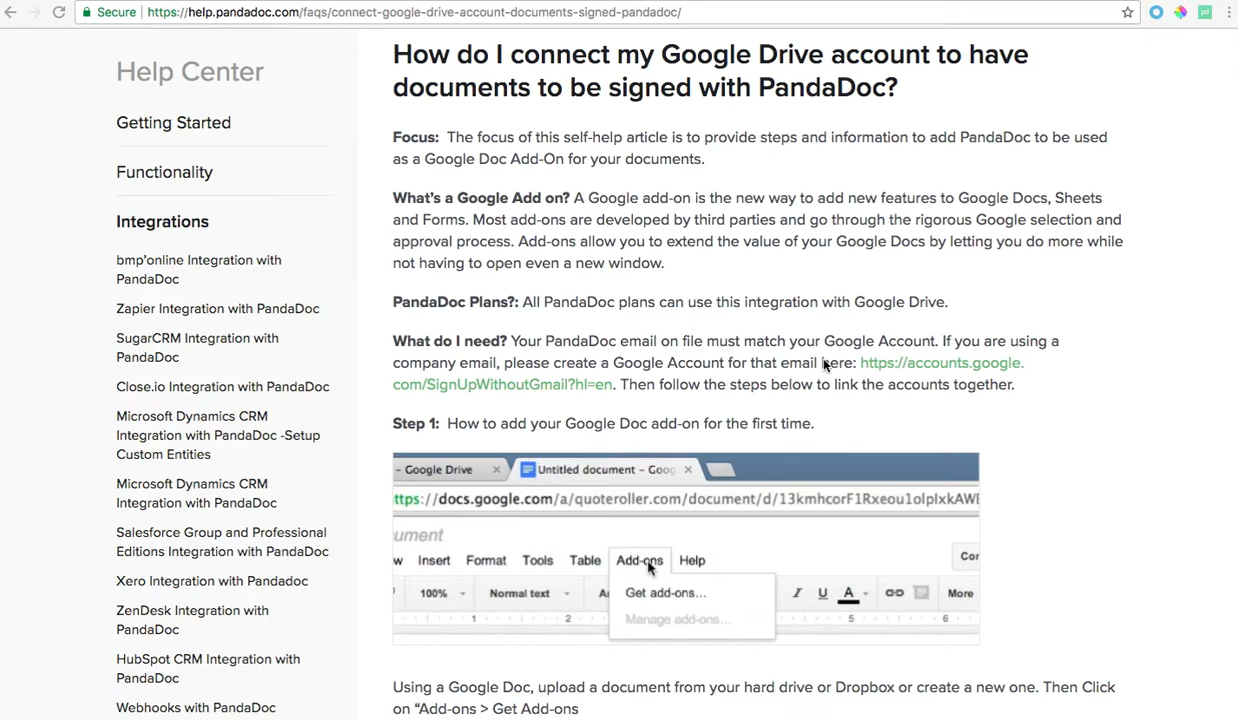 Secure
https://help.pandadoc.com/faqs/connect-google-drive-account-documents-signed-pandadoc/
Help Center
Getting Started
Functionality
Integrations
bmp'online Integration with
PandaDoc
Zapier Integration with PandaDoc
SugarCRM Integration with
PandaDoc
Close.io Integration with PandaDoc
Microsoft Dynamics CRM
Integration with PandaDoc -Setup
Custom Entities
Microsoft Dynamics CRM
Integration with PandaDoc
Salesforce Group and Professional
Editions Integration with PandaDoc
Xero Integration with PandaDoc
ZenDesk Integration with
PandaDoc
HubSpot CRM Integration with
PandaDoc
Webhooks with PandaDoc
How do I connect my Google Drive account to have
documents to be signed with PandaDoc?
Focus: The focus of this self-help article is to provide steps and information to add PandaDoc to be used
as a Google Doc Add-On for your documents.
What's a Google Add on? A Google add-on is the new way to add new features to Google Docs, Sheets
and Forms. Most add-ons are developed by third parties and go through the rigorous Google selection and
approval process. Add-ons allow you to extend the value of your Google Docs by letting you do more while
not having to open even a new window.
PandaDoc Plans?: All PandaDoc plans can use this integration with Google Drive.
What do I need? Your PandaDoc email on file must match your Google Account. If you are using a
company email, please create a Google Account for that email here: https://accounts.google.
com/SignUpWithoutGmail?hl=en. Then follow the steps below to link the accounts together.
Step 1: How to add your Google Doc add-on for the first time.
– Google Drive
Untitled document – Goog
ttps://docs.google.com/a/quoteroller.com/document/d/13kmhcorF1Rxeou1olpIxkAWE
ument
w Insert Format Tools Table Add-ons Help
Cor
100% Normal text
A
More
Get add-ons...
Manage add-ons...
1 2 5 6
Using a Google Doc, upload a document from your hard drive or Dropbox or create a new one. Then Click
on “Add-ons > Get Add-ons